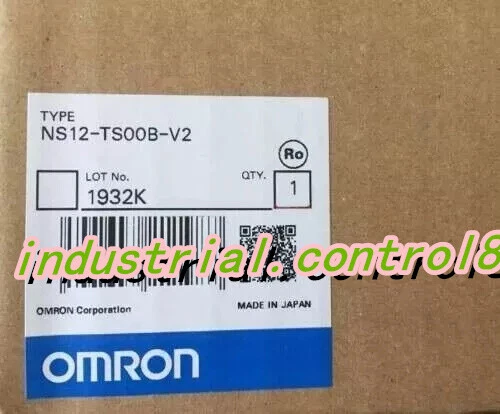 TYPE
NS12-TS00B-V2
Ro
LOT No. QTY.
1932K 1
industrial.control8
OMRON Corporation MADE IN JAPAN
OMRON